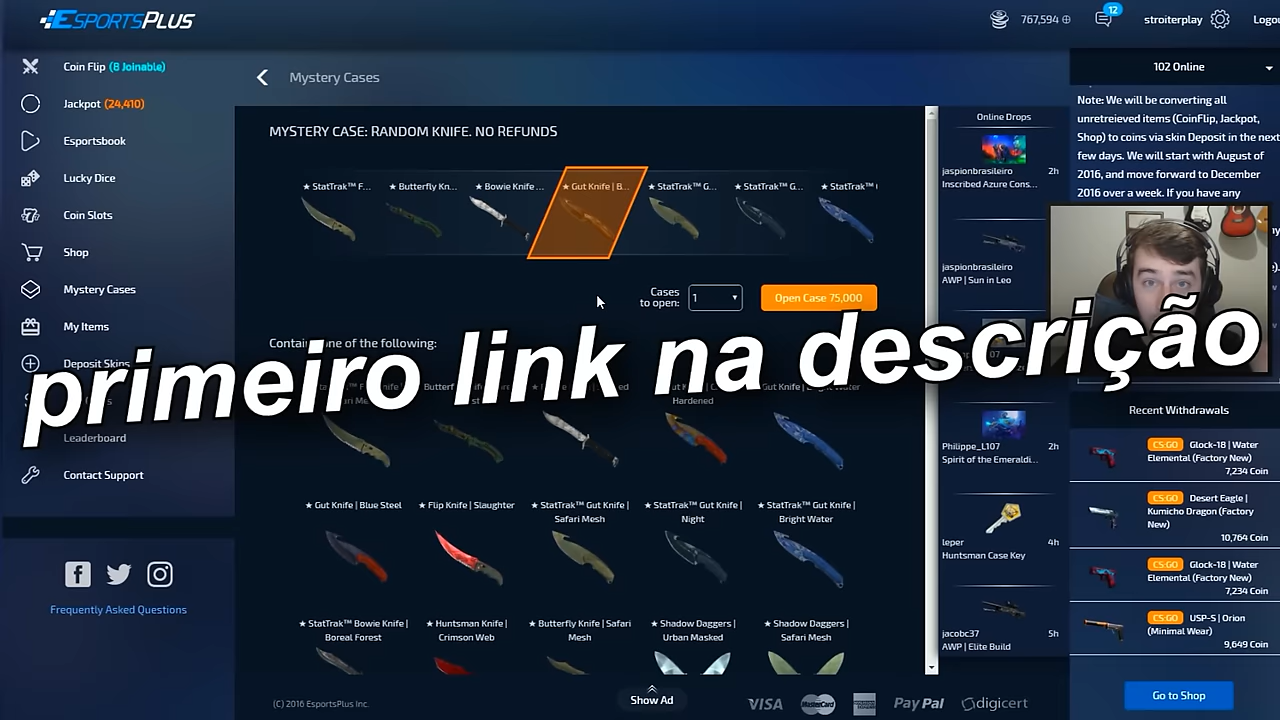 ESPORTSPLUS
767,594
12
stroiterplay
Logou
Coin Flip (8 Joinable)
Jackpot (24,410)
Esportsbook
Lucky Dice
Coin Slots
Shop
Mystery Cases
My Items
Deposit Skins
Leaderboard
Contact Support
Frequently Asked Questions
Mystery Cases
MYSTERY CASE: RANDOM KNIFE. NO REFUNDS
★ StatTrak™ F...
★ Butterfly Kn...
★ Bowie Knife ...
★ Gut Knife | B...
★ StatTrak™ G...
★ StatTrak™ G...
★ StatTrak™
Cases
to open:
1
Open Case 75,000
primeiro link na descrição
★ Gut Knife | Blue Steel
★ Flip Knife | Slaughter
★ StatTrak™ Gut Knife |
Safari Mesh
★ StatTrak™ Gut Knife |
Night
★ StatTrak™ Gut Knife |
Bright Water
★ StatTrak™ Bowie Knife |
Boreal Forest
★ Huntsman Knife |
Crimson Web
★ Butterfly Knife | Safari
Mesh
★ Shadow Daggers |
Urban Masked
★ Shadow Daggers |
Safari Mesh
(C) 2016 EsportsPlus Inc.
Show Ad
VISA
MasterCard
PayPal
digicert
Online Drops
jaspionbrasileiro
2h
Inscribed Azure Cons...
jaspionbrasileiro
AWP | Sun in Leo
Philippe_L107
2h
Spirit of the Emeraldi...
leper
4h
Huntsman Case Key
jacobc37
5h
AWP | Elite Build
102 Online
Note: We will be converting all
unretreieved items (CoinFlip, Jackpot,
Shop) to coins via skin Deposit in the next
few days. We will start with August of
2016, and move forward to December
2016 over a week. If you have any
Recent Withdrawals
CS:GO Glock-18 | Water
Elemental (Factory New)
7,234 Coin
CS:GO Desert Eagle |
Kumicho Dragon (Factory
New)
10,764 Coin
CS:GO Glock-18 | Water
Elemental (Factory New)
7,234 Coin
CS:GO USP-S | Orion
(Minimal Wear)
9,649 Coin
Go to Shop